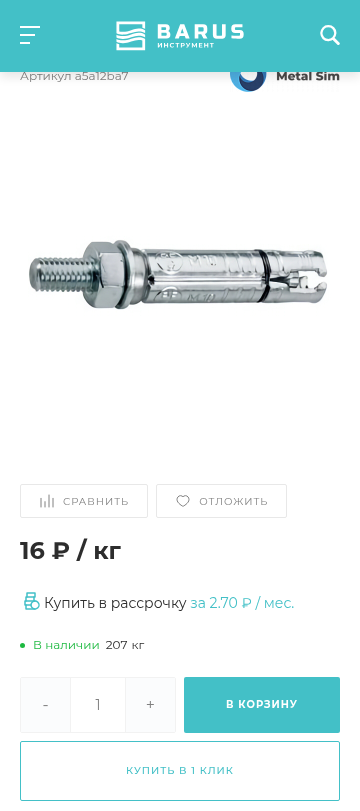 BARUS
ИНСТРУМЕНТ
Артикул a5a12ba7
Metal Sim
СРАВНИТЬ
ОТЛОЖИТЬ
16 ₽ / кг
Купить в рассрочку за 2.70 ₽ / мес.
В наличии 207 кг
- 1 +
В КОРЗИНУ
КУПИТЬ В 1 КЛИК